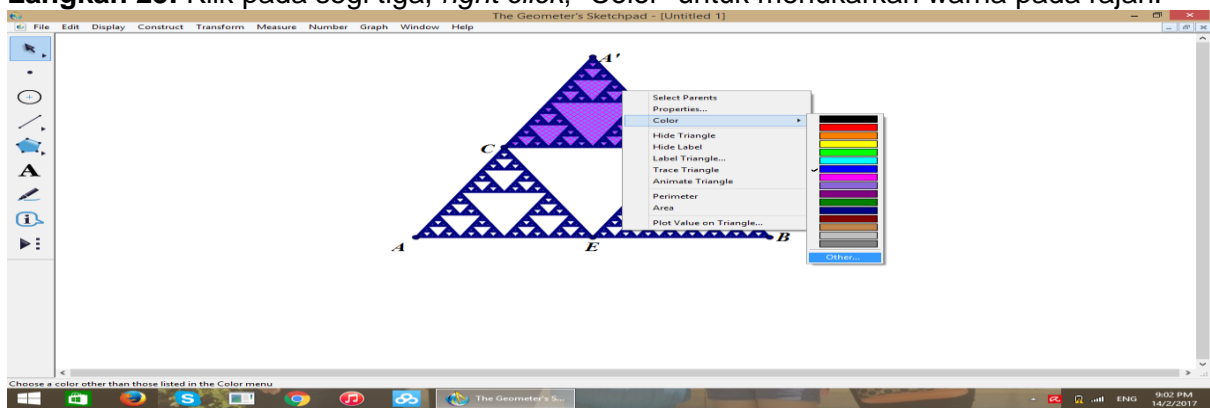 Langkah 23: Klik pada segi tiga, right click, "Color" untuk menukarkan warna pada rajah.
The Geometer's Sketchpad - [Untitled 1]
File Edit Display Construct Transform Measure Number Graph Window Help
A'
Select Parents
Properties...
Color
Hide Triangle
Hide Label
Label Triangle...
Trace Triangle
Animate Triangle
Perimeter
Area
Plot Value on Triangle...
Other...
C
A
E
B
A
Choose a color other than those listed in the Color menu
The Geometer's S...
ENG
9:02 PM
14/2/2017